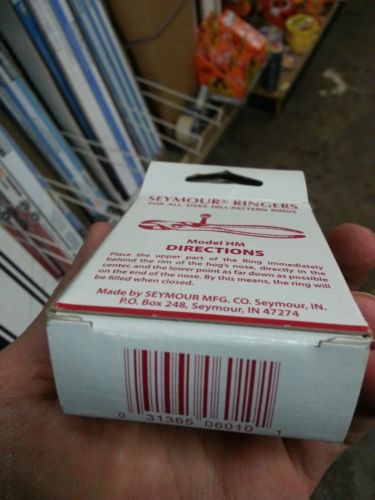 SEYMOUR® RINGERS
FOR ALL SIZES HILL PATTERN RINGS
Model HM
DIRECTIONS
Place the upper part of the Ring immediately
behind the rim of the hog's nose, directly in the
center, and the lower point as far down as possible
on the end of the nose. By this means, the ring will
be filled when closed.
Made by SEYMOUR MFG. CO. Seymour, IN.
P.O. Box 248, Seymour, IN 47274
0 31365 06010 1